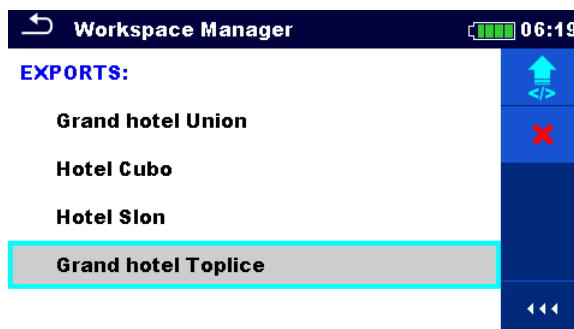 Workspace Manager 06:19
EXPORTS:
</>
Grand hotel Union
Hotel Cubo
Hotel Slon
Grand hotel Toplice